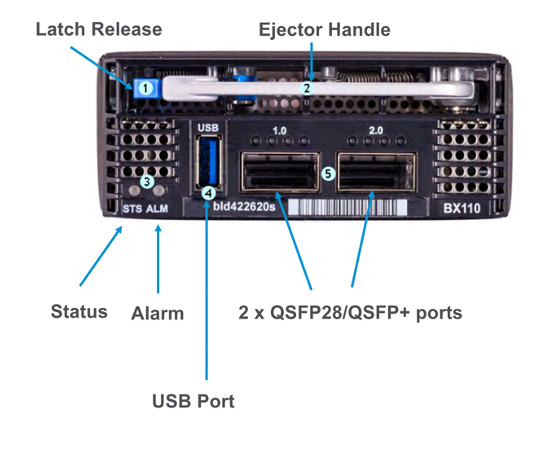 Latch Release
Ejector Handle
1
2
USB
1.0
2.0
3
4
5
STS ALM
bld422620s
BX110
Status
Alarm
2 x QSFP28/QSFP+ ports
USB Port